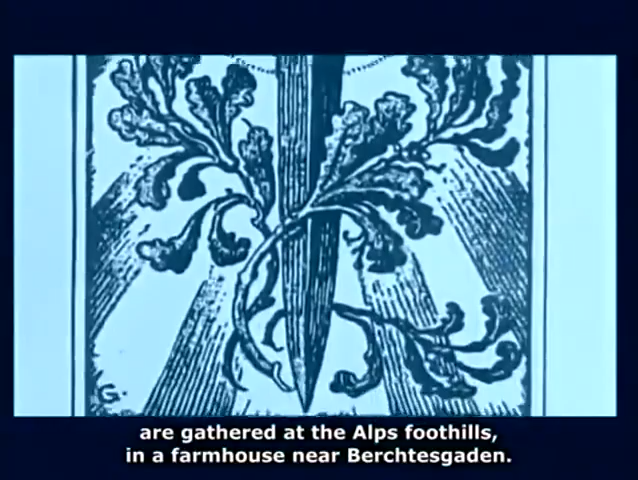 G.
are gathered at the Alps foothills,
in a farmhouse near Berchtesgaden.